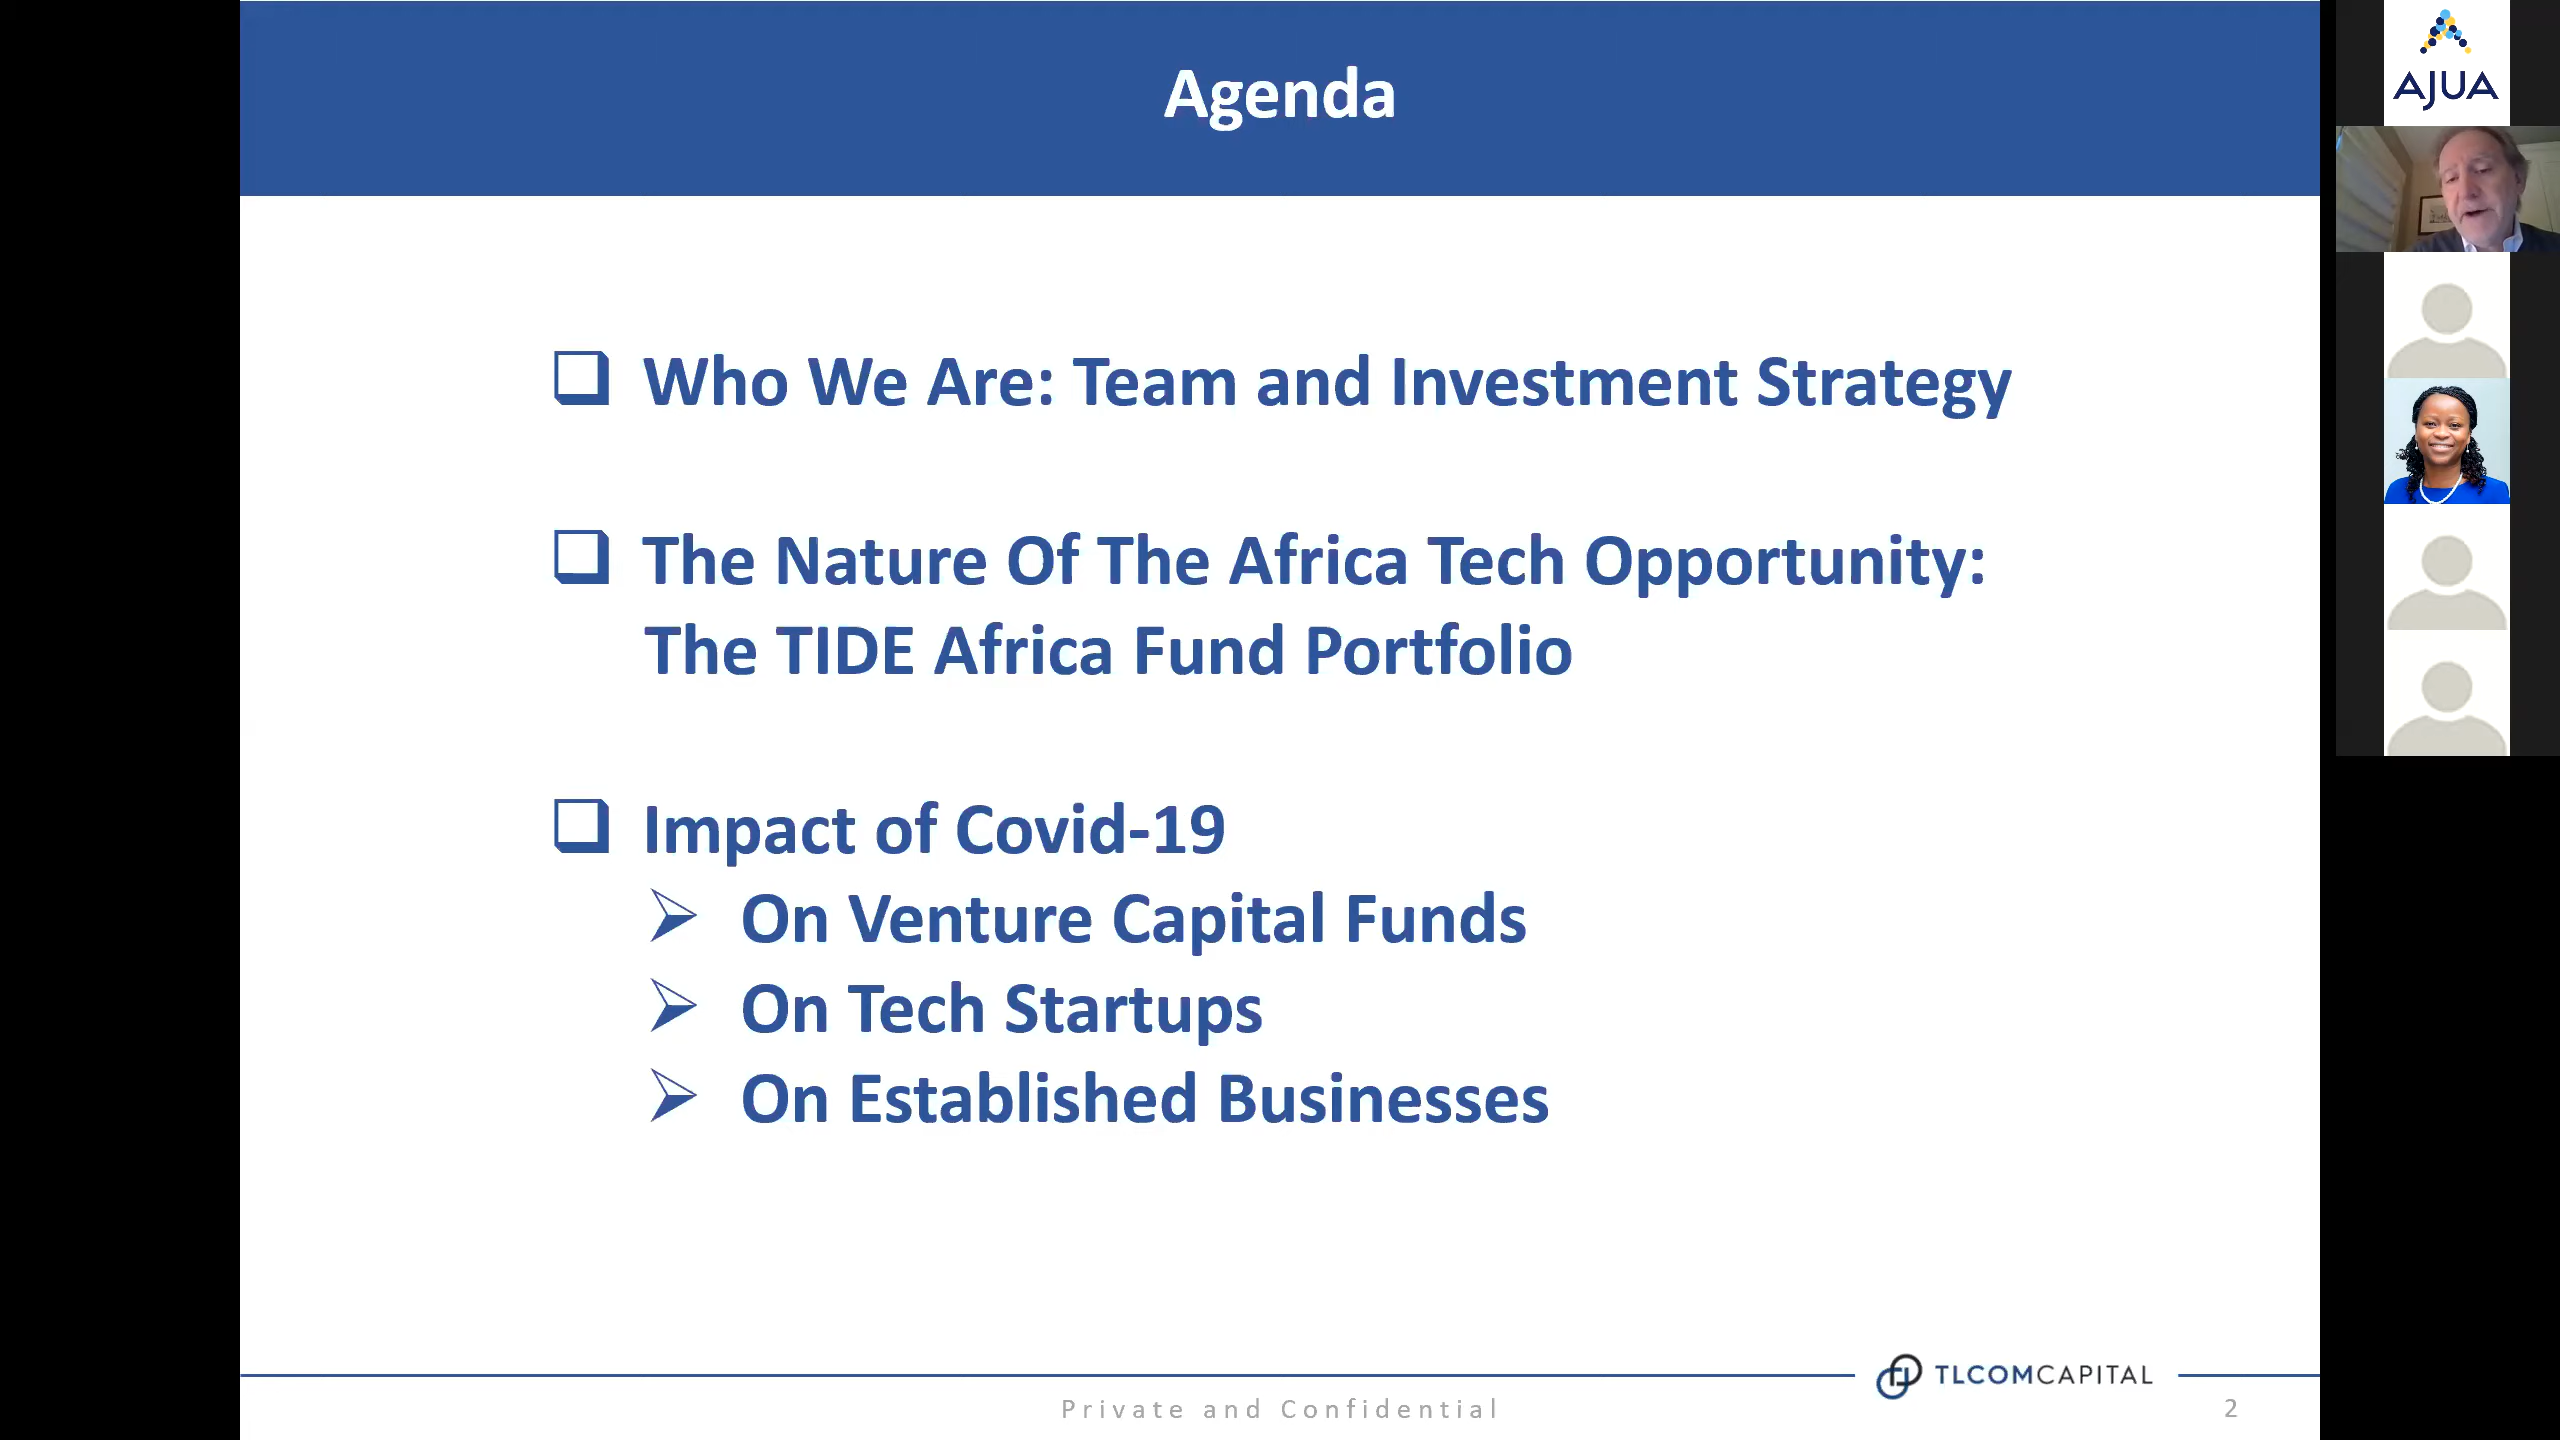 Agenda
AJUA
Who We Are: Team and Investment Strategy
The Nature Of The Africa Tech Opportunity:
The TIDE Africa Fund Portfolio
Impact of Covid-19
On Venture Capital Funds
On Tech Startups
On Established Businesses
TLCOMCAPITAL
Private and Confidential
2